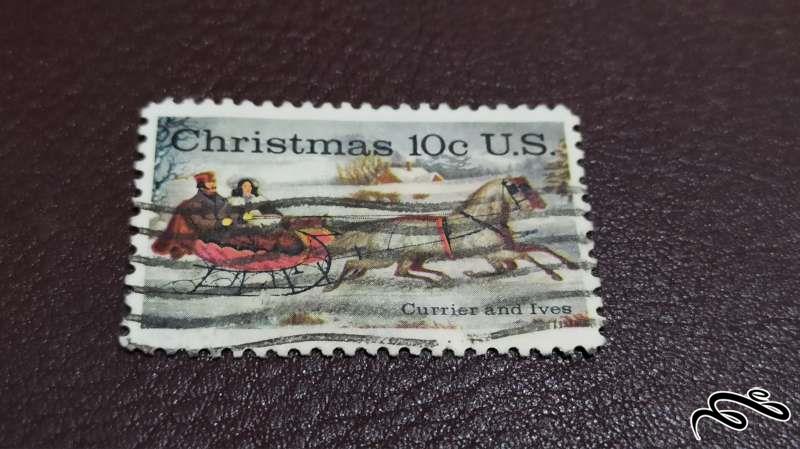 Christmas 10c U.S.
Currier and Ives